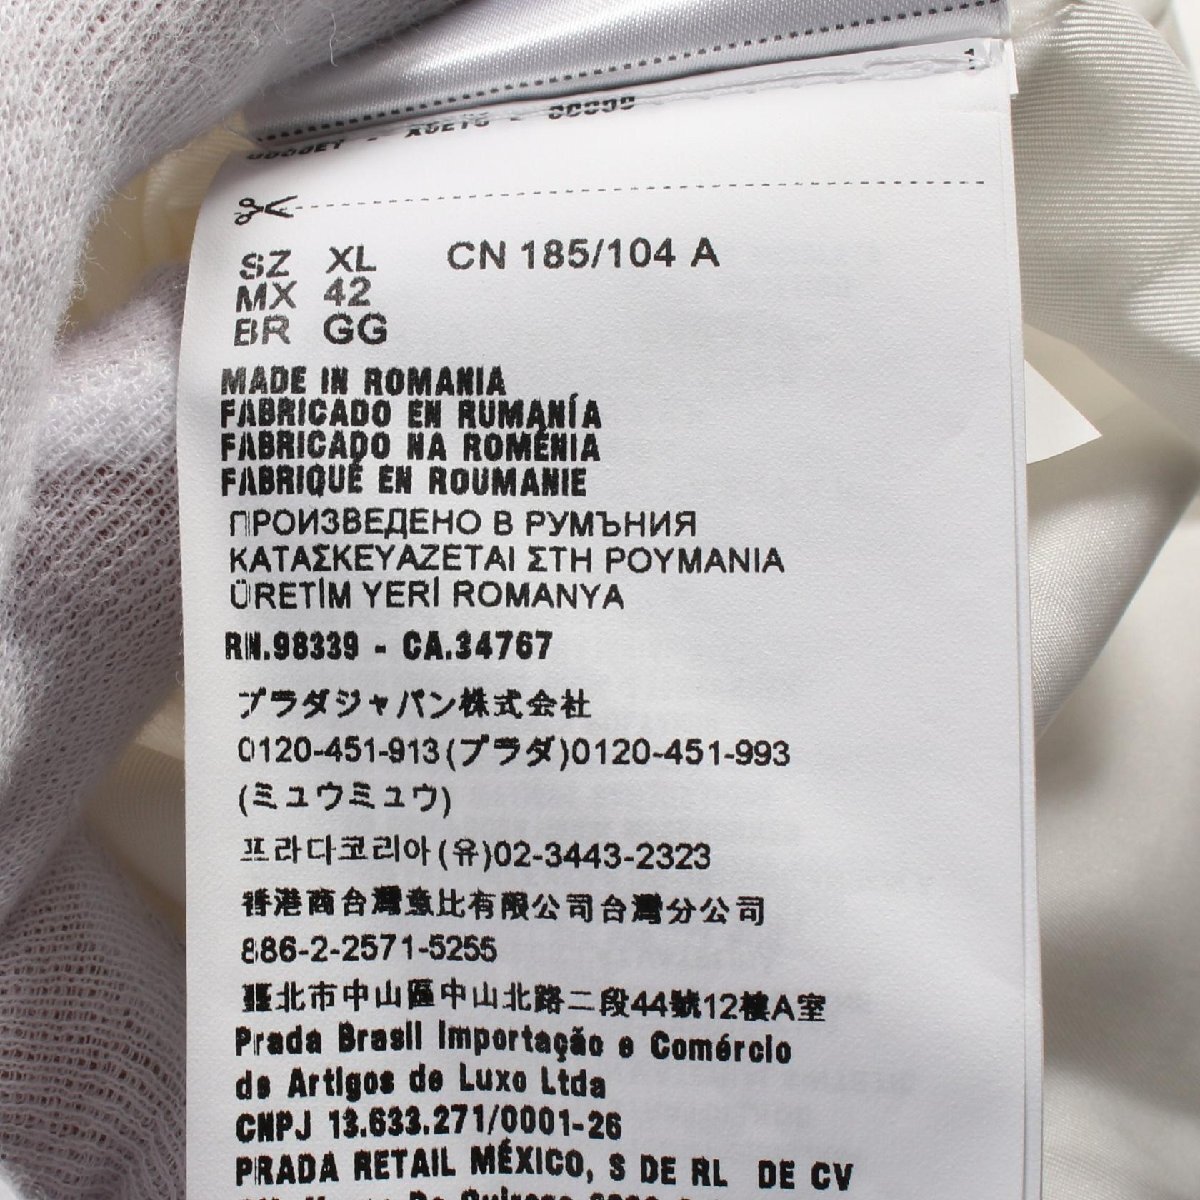 1
SZ XL CN 185/104 A
MX 42
BR GG
MADE IN ROMANIA
FABRICADO EN RUMANÍA
FABRICADO NA ROMÉNIA
FABRIQUÉ EN ROUMANIE
ПРОИЗВЕДЕНО В РУМЪНИЯ
ΚΑΤΑΣΚΕΥΑΖΕΤΑΙ ΣΤΗ ΡΟΥΜΑΝΙΑ
ÜRETİM YERİ ROMANYA
RN.98339 - CA.34767
プラダジャパン株式会社
0120-451-913(プラダ)0120-451-993
(ミュウミュウ)
프라다코리아(유)02-3443-2323
香港商台灣意比有限公司台灣分公司
886-2-2571-5255
臺北市中山區中山北路二段44號12樓A室
Prada Brasil Importação e Comércio
de Artigos de Luxo Ltda
CNPJ 13.633.271/0001-26
PRADA RETAIL MÉXICO, S DE RL DE CV